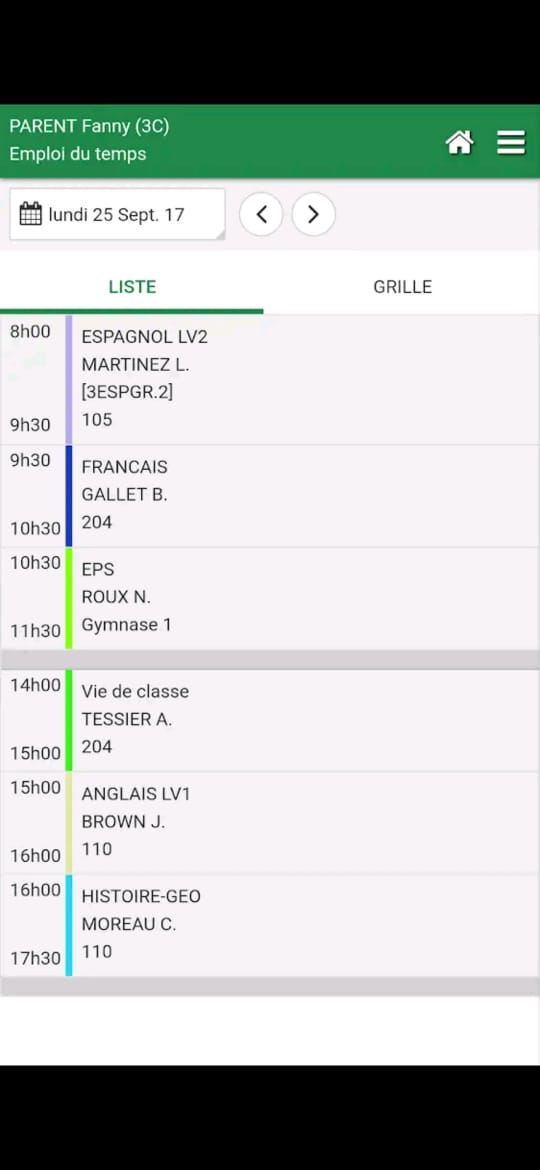 PARENT Fanny (3C)
Emploi du temps
lundi 25 Sept. 17
LISTE
GRILLE
8h00
ESPAGNOL LV2
MARTINEZ L.
[3ESPGR.2]
105
9h30
9h30
FRANCAIS
GALLET B.
204
10h30
10h30
EPS
ROUX N.
Gymnase 1
11h30
14h00
Vie de classe
TESSIER A.
204
15h00
15h00
ANGLAIS LV1
BROWN J.
110
16h00
16h00
HISTOIRE-GEO
MOREAU C.
110
17h30